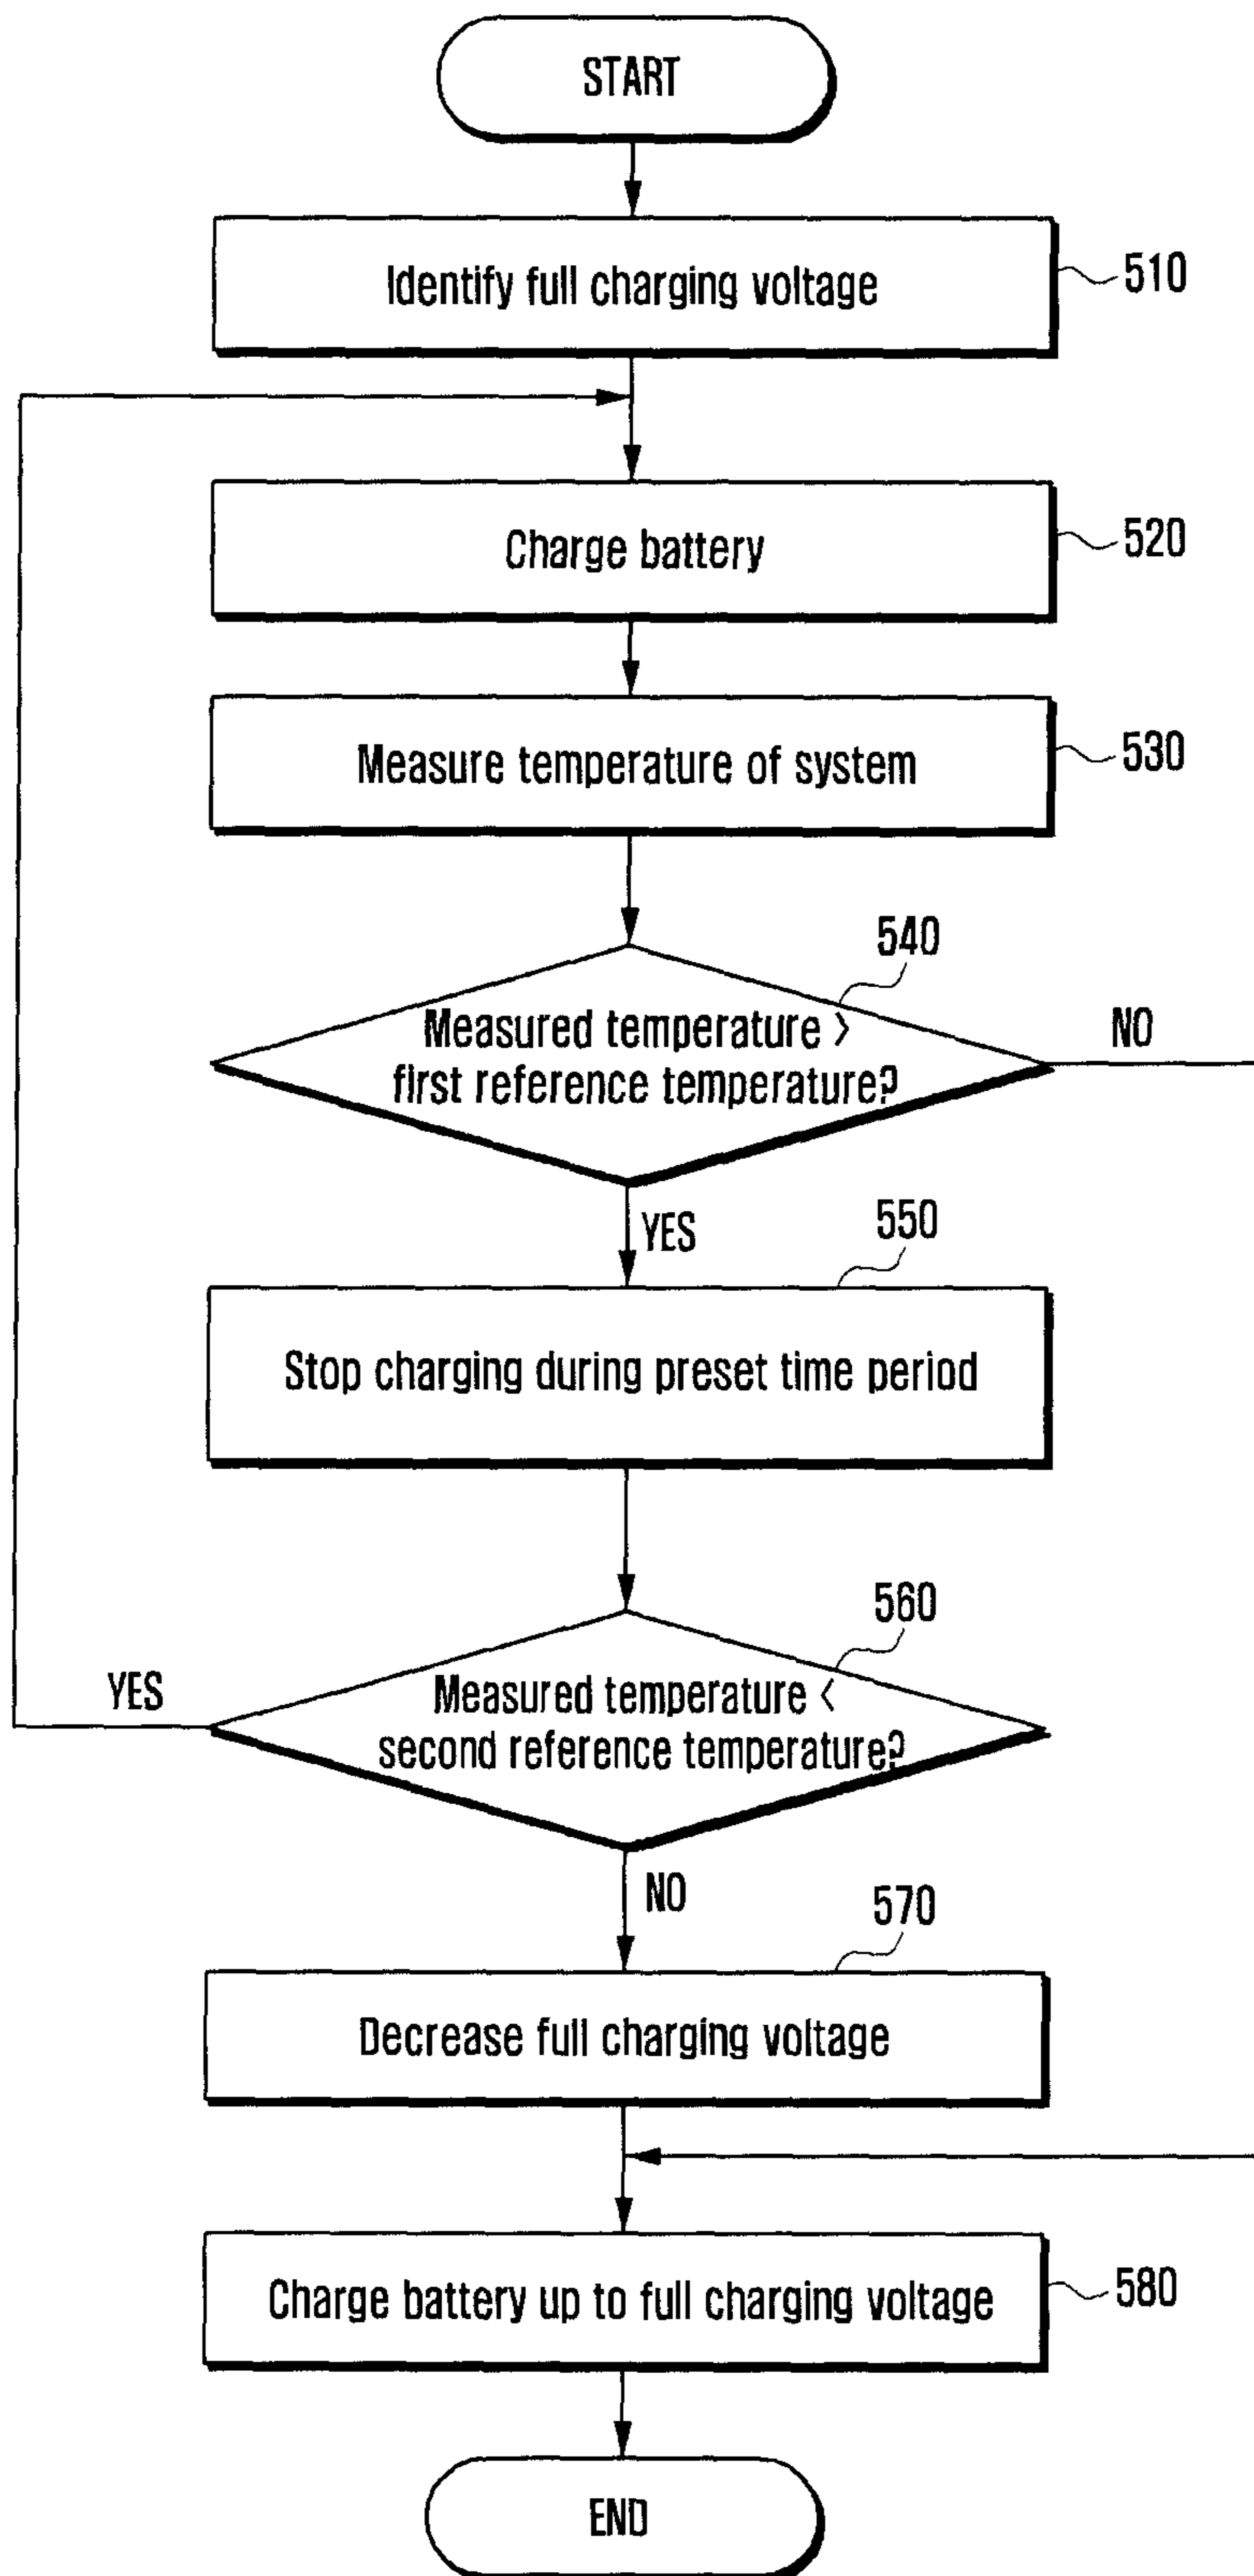 START
Identify full charging voltage
510
Charge battery
520
Measure temperature of system
530
540
Measured temperature >
first reference temperature?
NO
YES
550
Stop charging during preset time period
560
YES
Measured temperature <
second reference temperature?
NO
570
Decrease full charging voltage
Charge battery up to full charging voltage
580
END